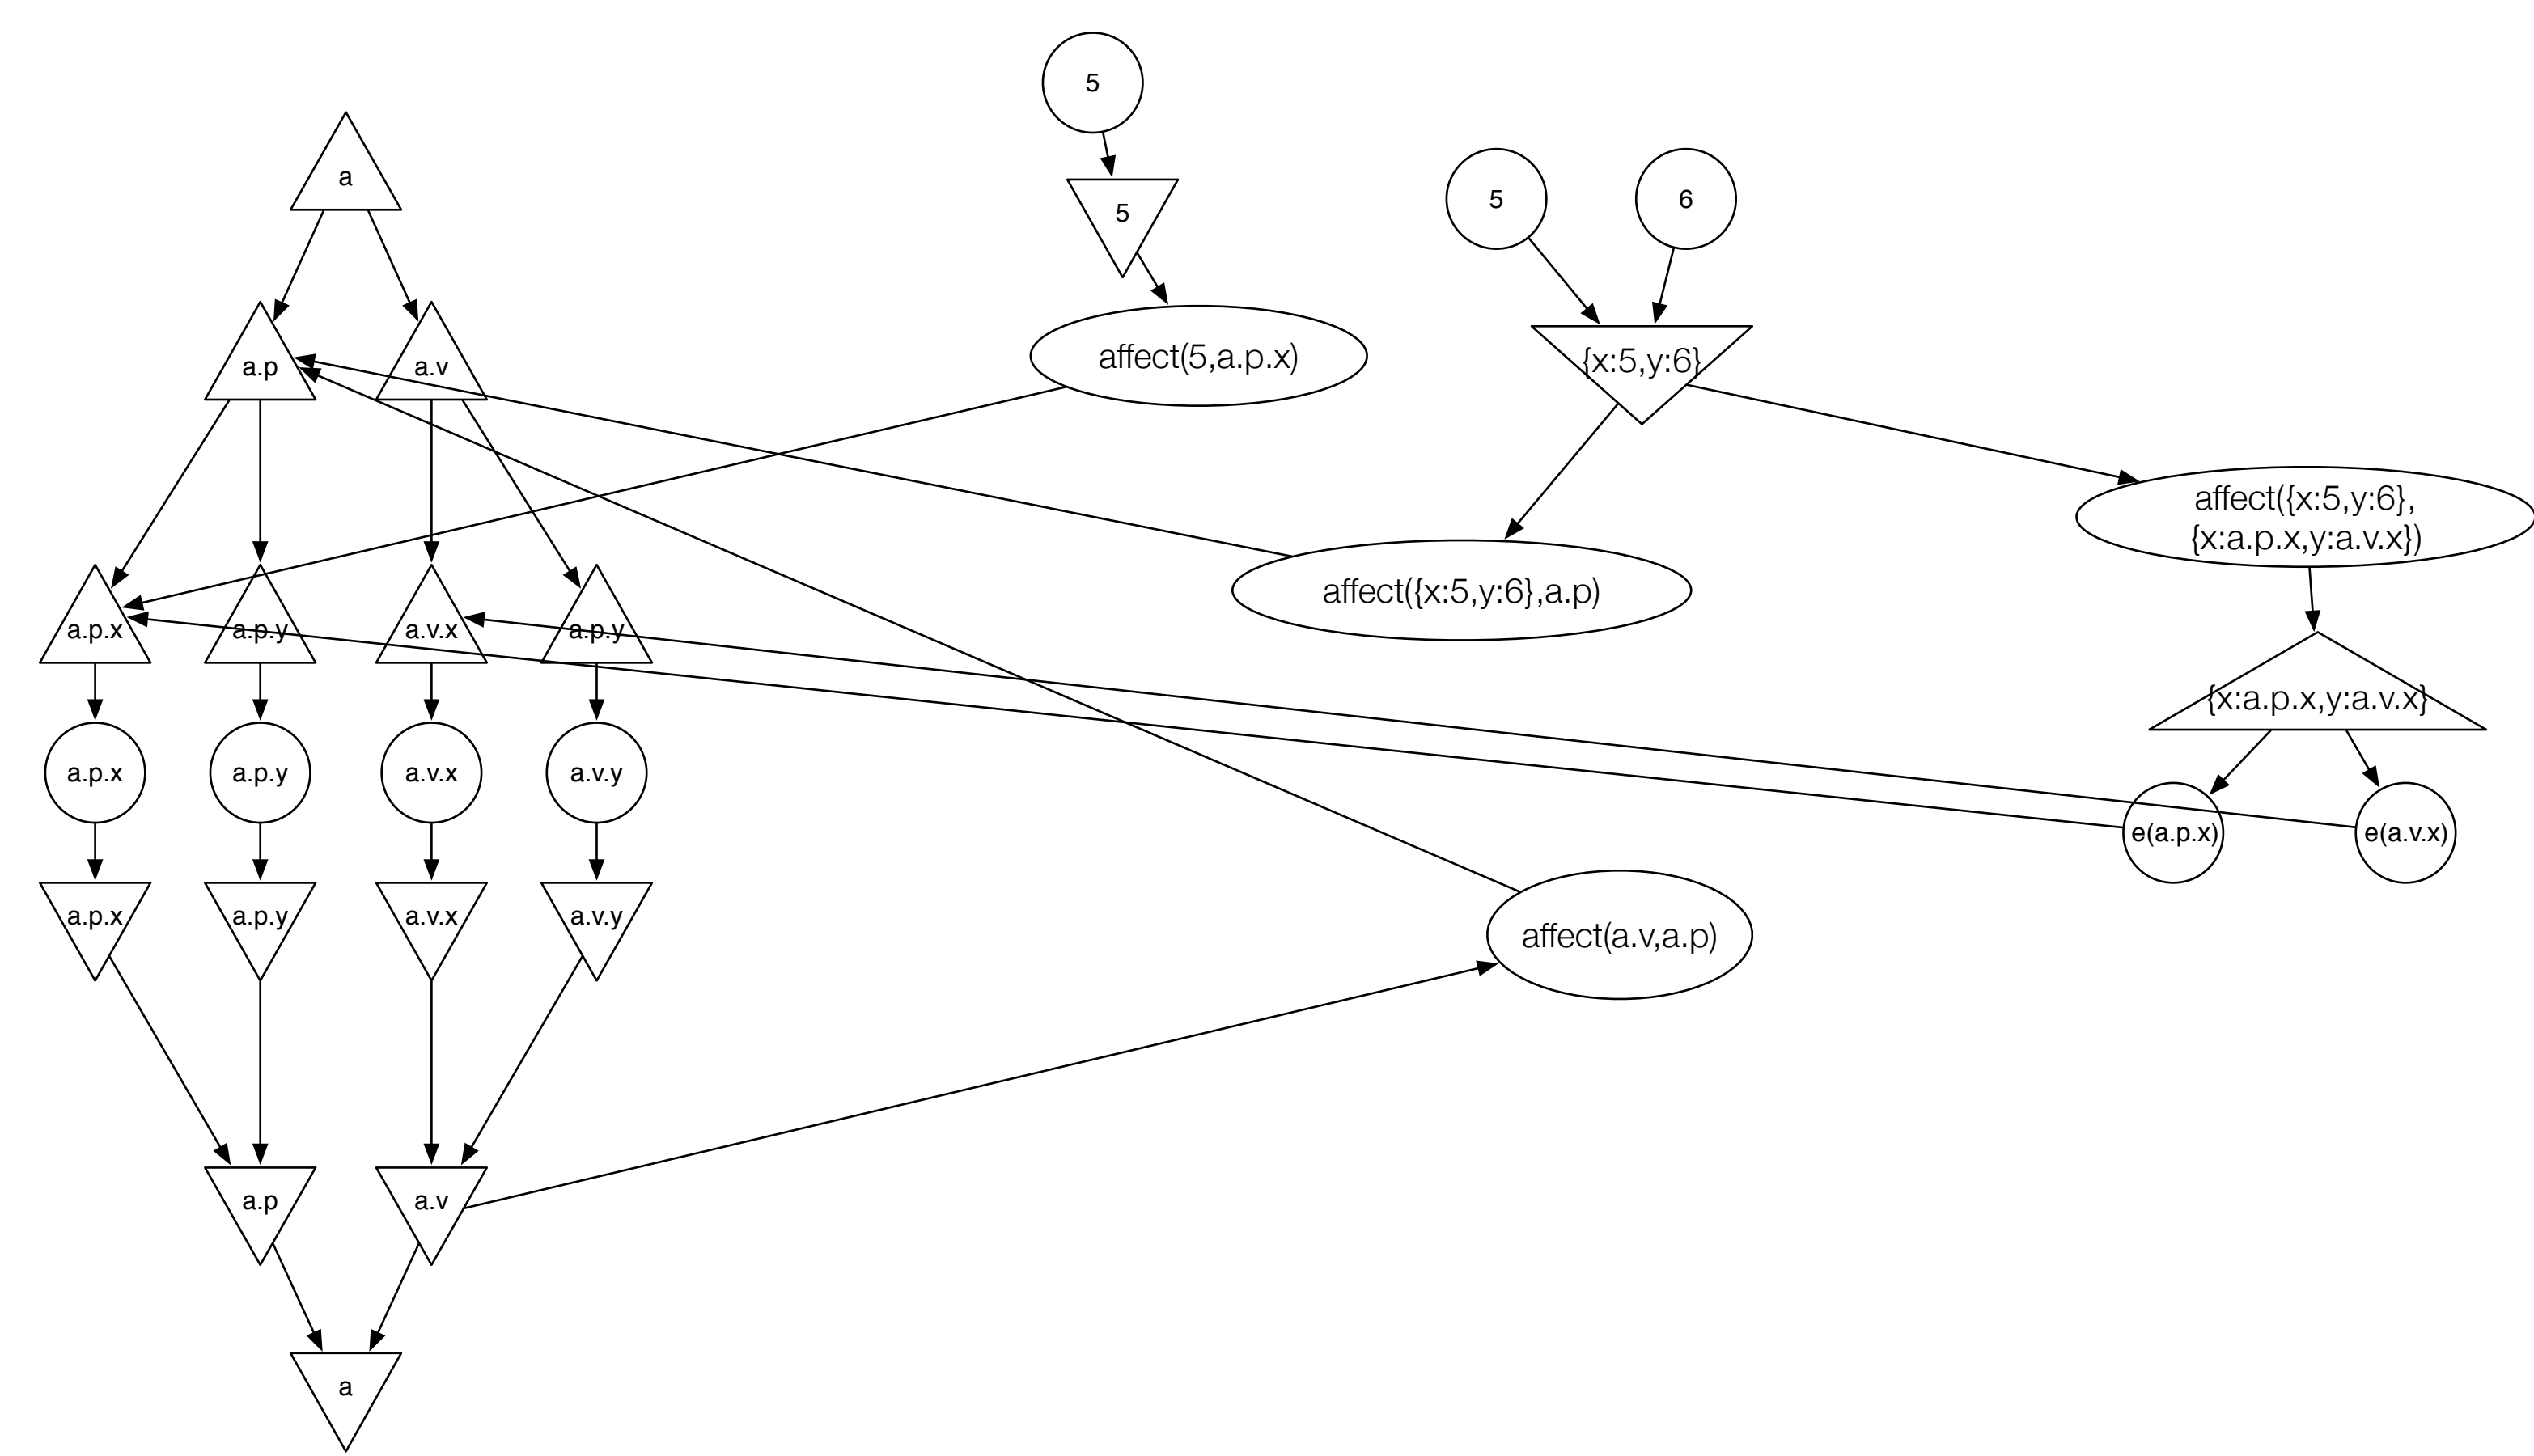 5
a
5
5
6
a.p
a.v
affect(5,a.p.x)
{x:5,y:6}
affect({x:5,y:6},
{x:a.p.x,y:a.v.x})
affect({x:5,y:6},a.p)
a.p.x
a.p.y
a.v.x
a.p.y
{x:a.p.x,y:a.v.x}
a.p.x
a.p.y
a.v.x
a.v.y
e(a.p.x)
e(a.v.x)
a.p.x
a.p.y
a.v.x
a.v.y
affect(a.v,a.p)
a.p
a.v
a